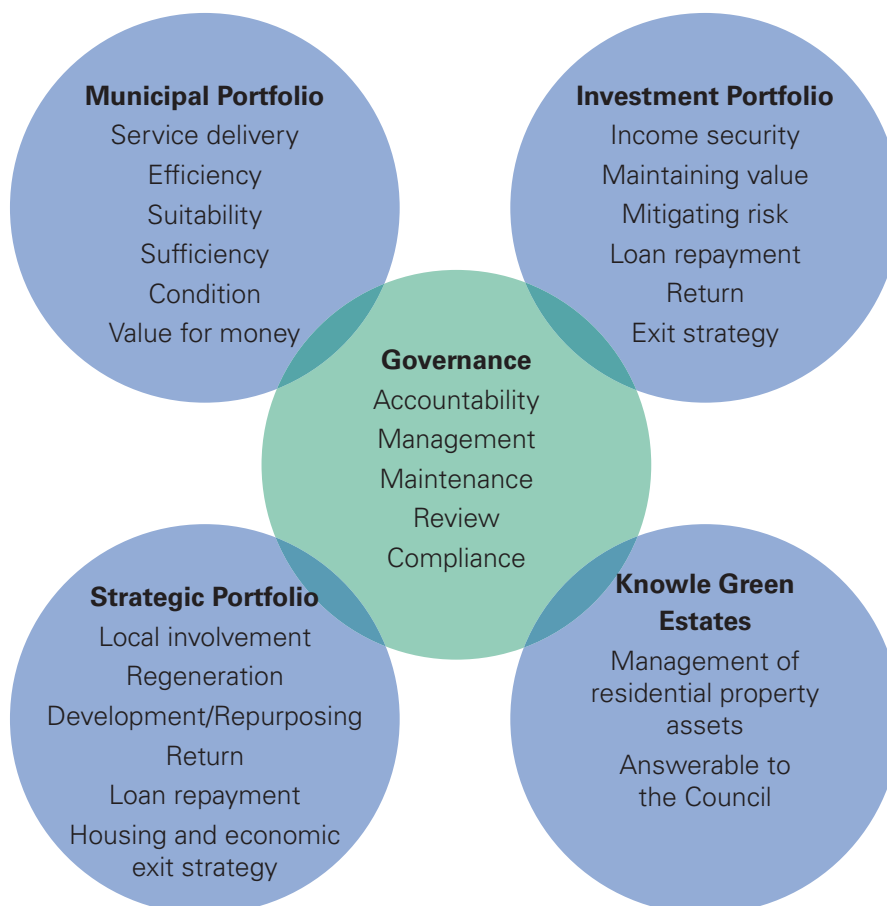 Municipal Portfolio
Service delivery
Efficiency
Suitability
Sufficiency
Condition
Value for money
Investment Portfolio
Income security
Maintaining value
Mitigating risk
Loan repayment
Return
Exit strategy
Governance
Accountability
Management
Maintenance
Review
Compliance
Strategic Portfolio
Local involvement
Regeneration
Development/Repurposing
Return
Loan repayment
Housing and economic
exit strategy
Knowle Green
Estates
Management of
residential property
assets
Answerable to
the Council